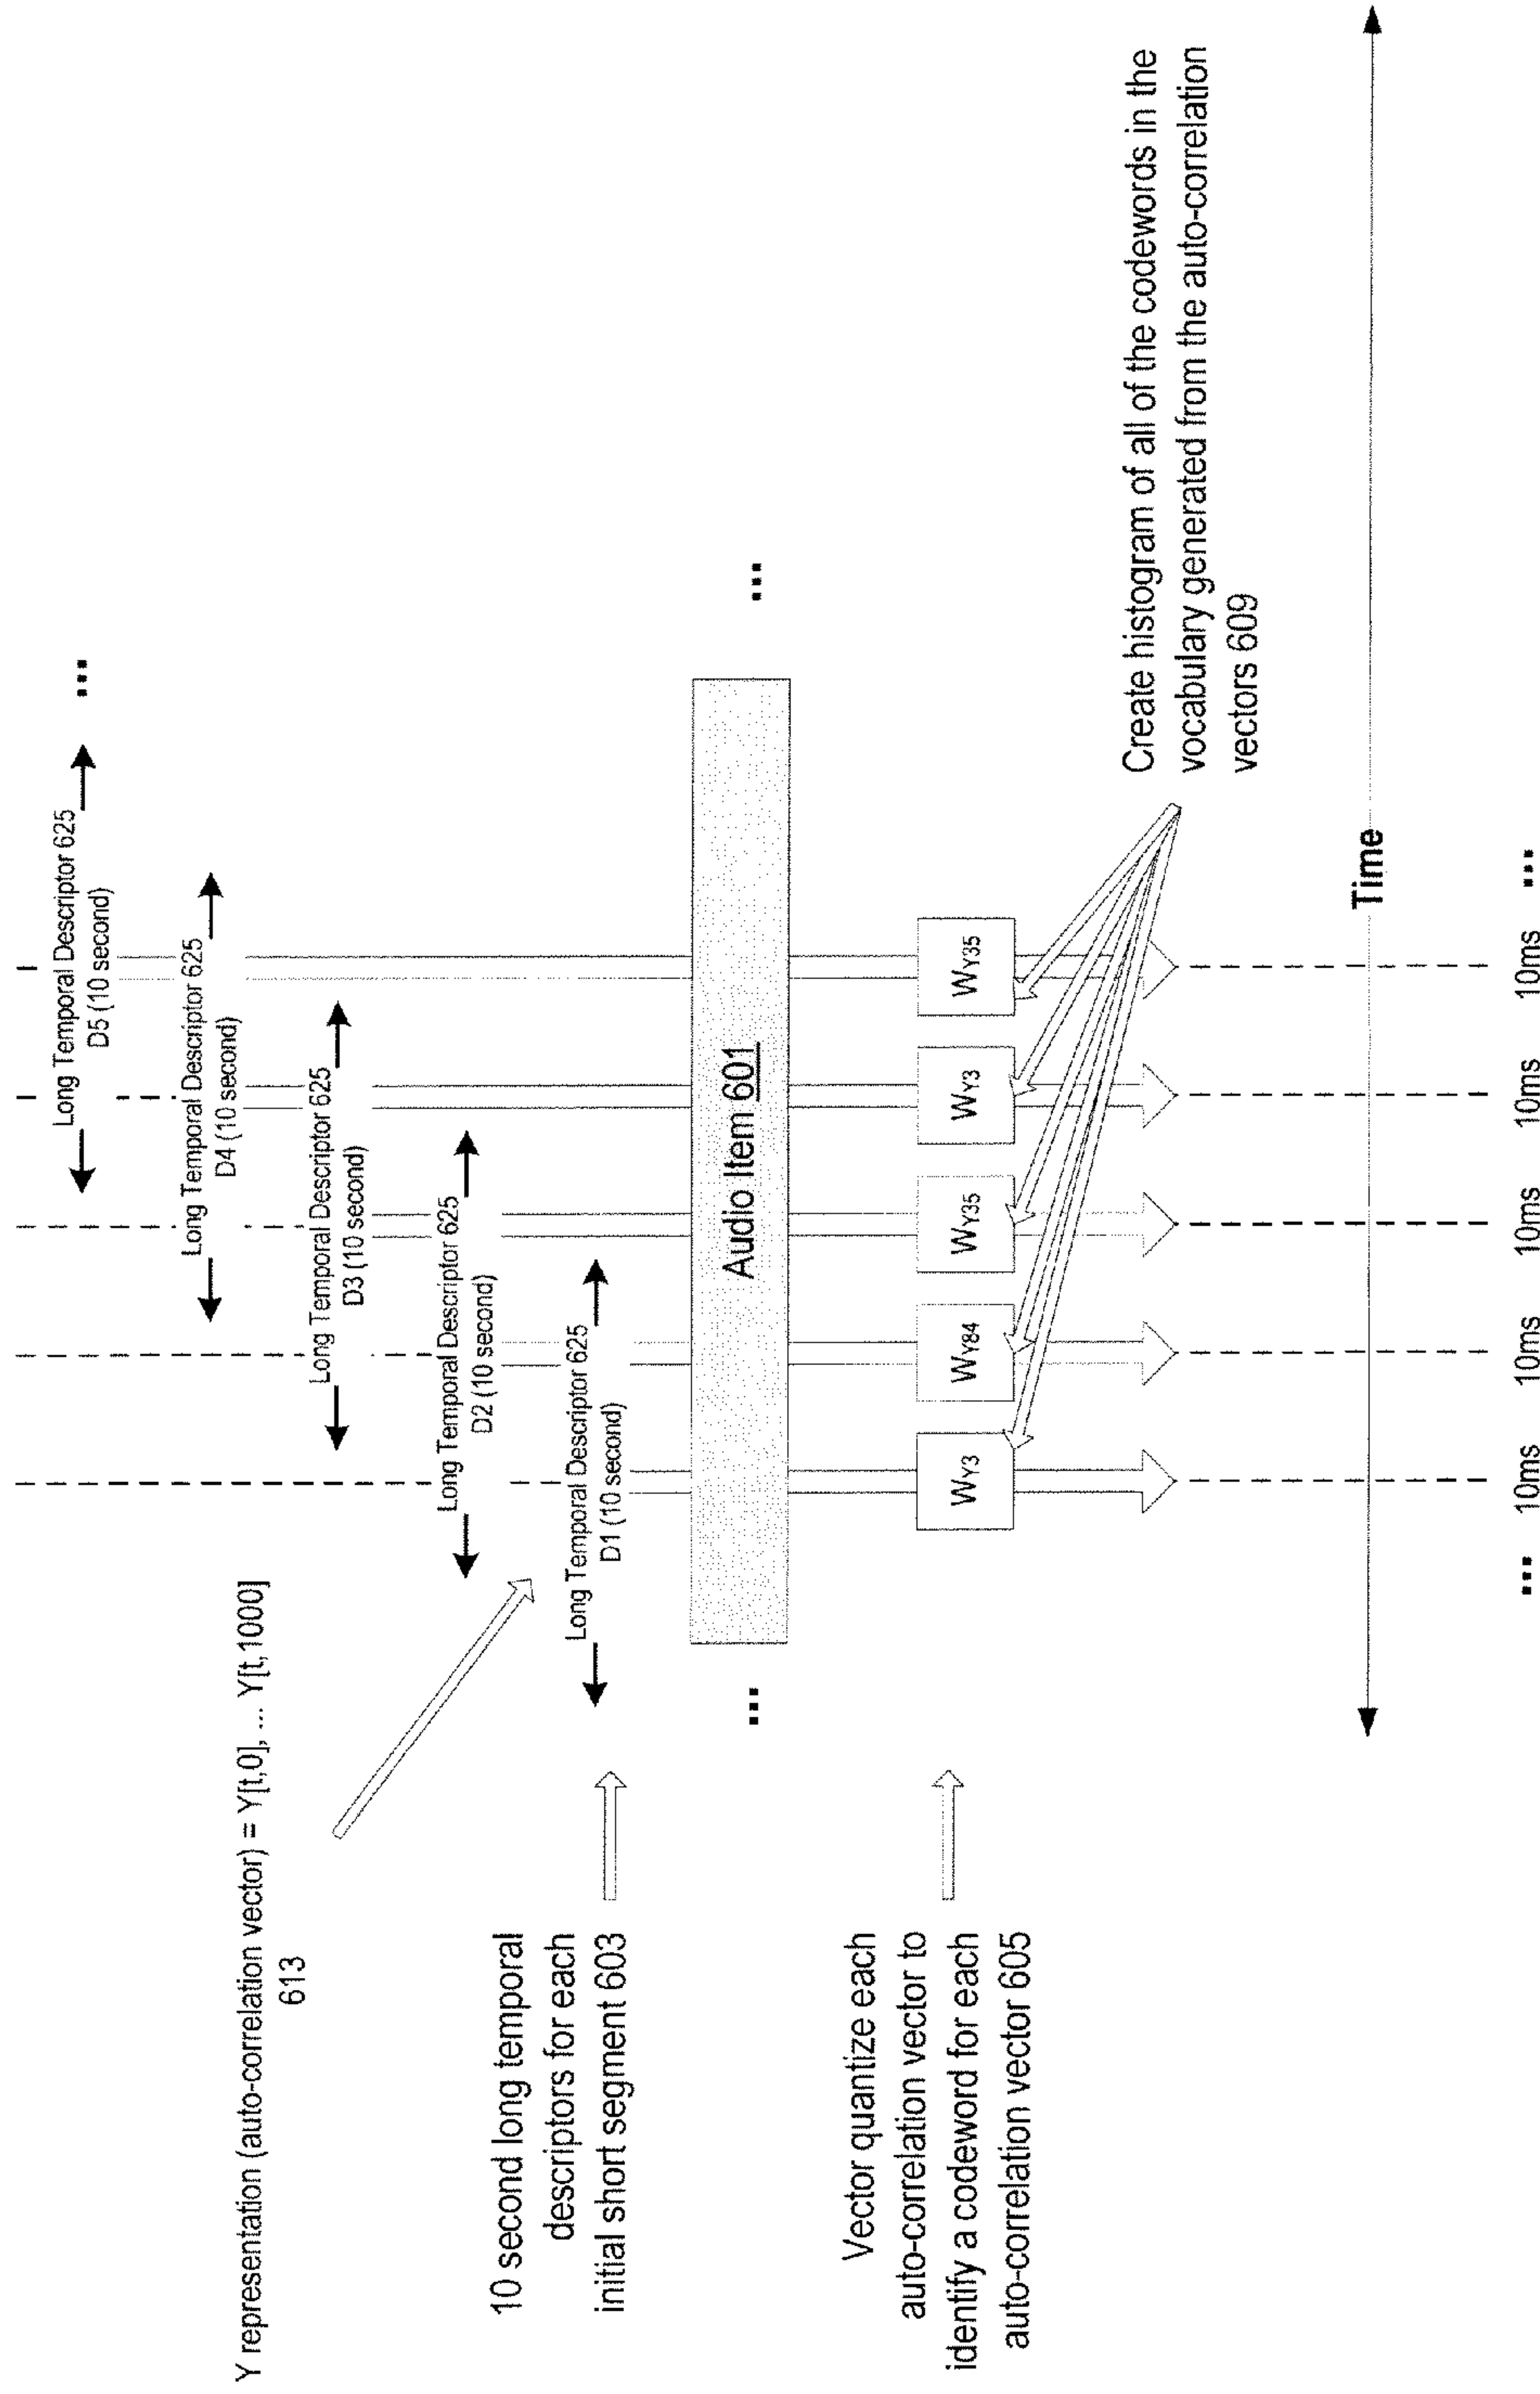 Long Temporal Descriptor 625
D5 (10 second)
...
Long Temporal Descriptor 625
D4 (10 second)
Y representation (auto-correlation vector) = Y[t,0], ... Y[t,1000]
613
Long Temporal Descriptor 625
D3 (10 second)
Long Temporal Descriptor 625
D2 (10 second)
10 second long temporal
descriptors for each
initial short segment 603
Long Temporal Descriptor 625
D1 (10 second)
...
Audio Item 601
...
Vector quantize each
auto-correlation vector to
identify a codeword for each
auto-correlation vector 605
WY3
WY84
WY35
WY3
WY35
Create histogram of all of the codewords in the
vocabulary generated from the auto-correlation
vectors 609
Time
... 10ms 10ms 10ms 10ms 10ms ...